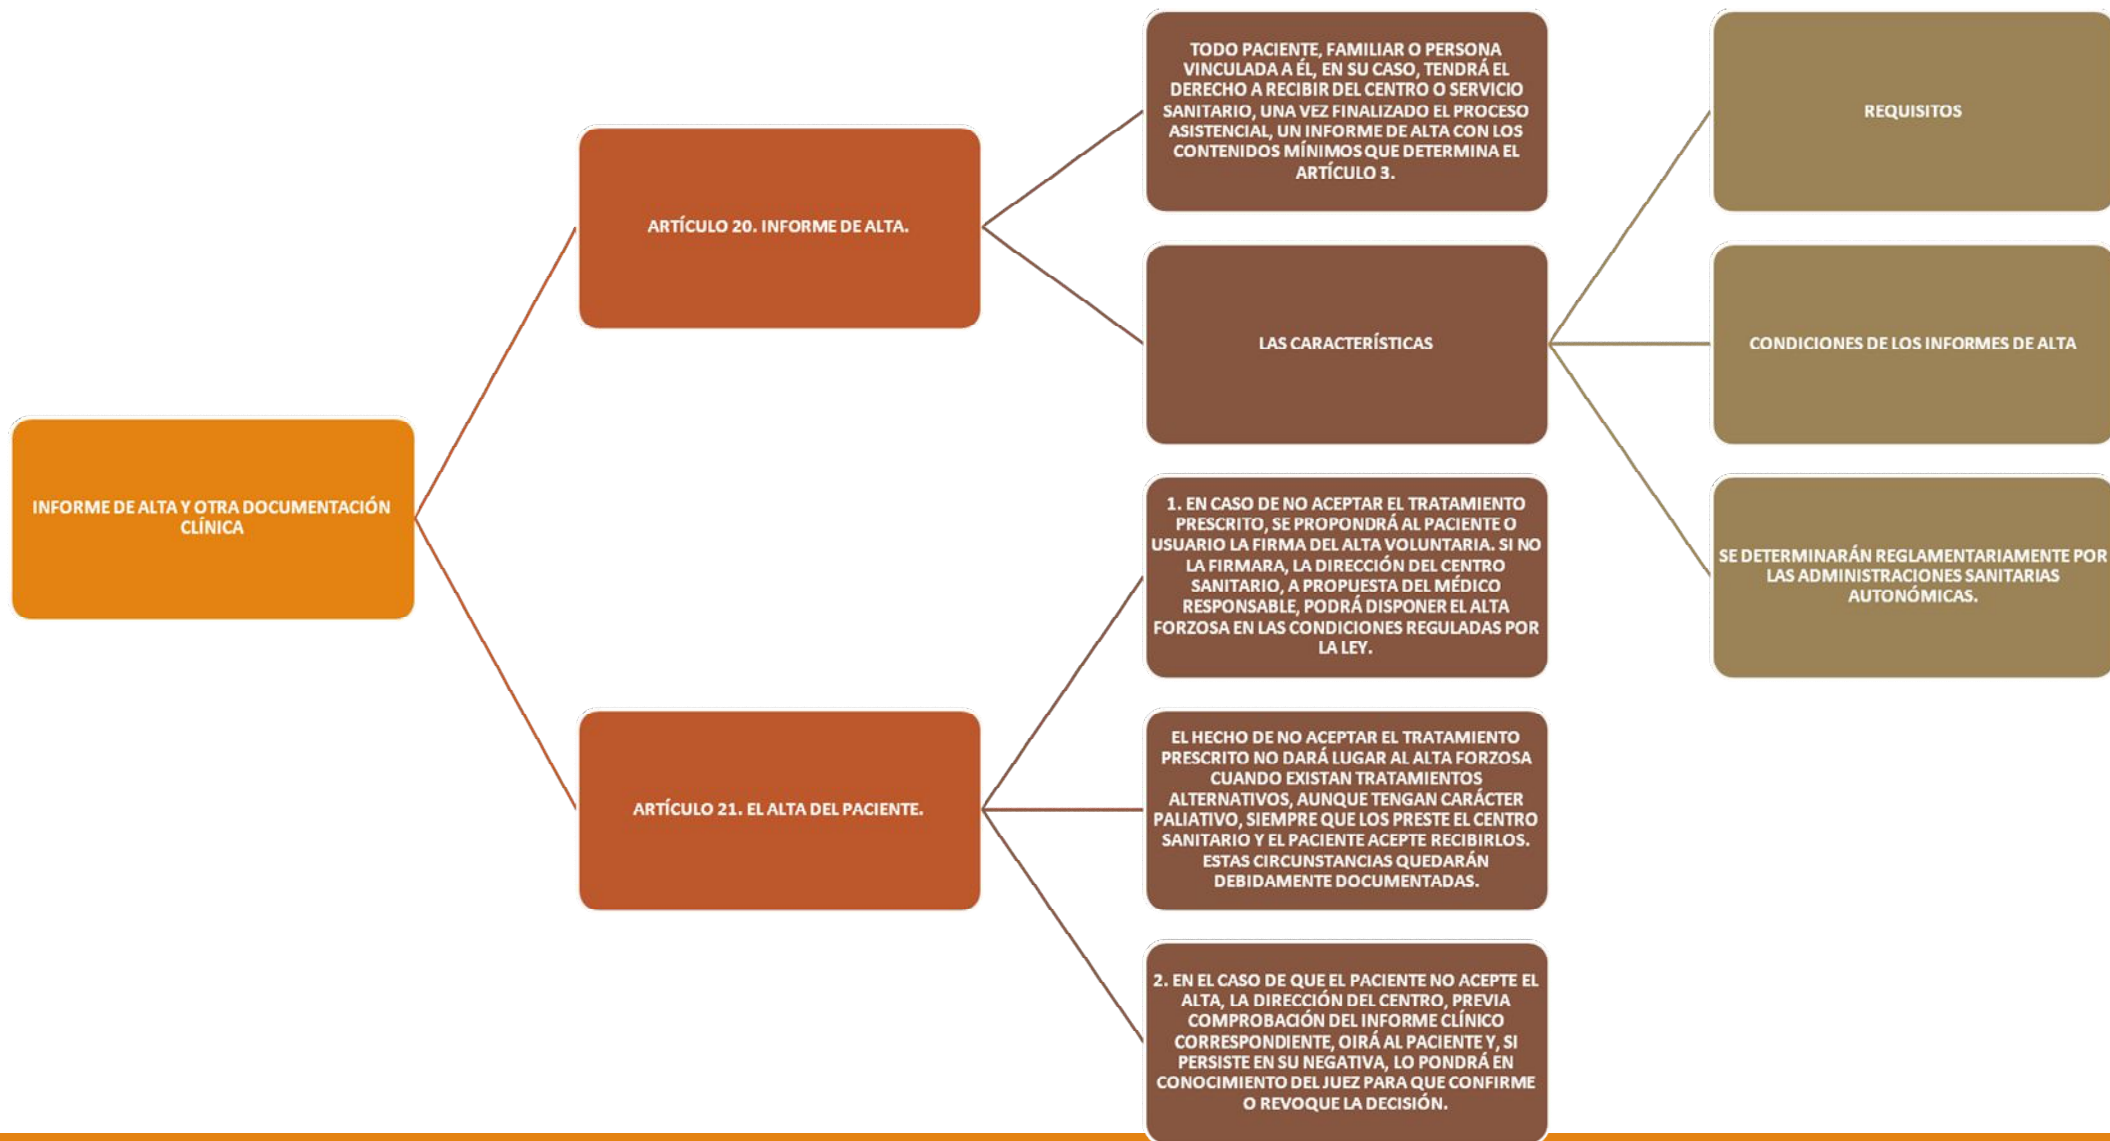 INFORME DE ALTA Y OTRA DOCUMENTACIÓN
CLÍNICA
ARTÍCULO 20. INFORME DE ALTA.
TODO PACIENTE, FAMILIAR O PERSONA
VINCULADA A ÉL, EN SU CASO, TENDRÁ EL
DERECHO A RECIBIR DEL CENTRO O SERVICIO
SANITARIO, UNA VEZ FINALIZADO EL PROCESO
ASISTENCIAL, UN INFORME DE ALTA CON LOS
CONTENIDOS MÍNIMOS QUE DETERMINA EL
ARTÍCULO 3.
LAS CARACTERÍSTICAS
REQUISITOS
CONDICIONES DE LOS INFORMES DE ALTA
SE DETERMINARÁN REGLAMENTARIAMENTE POR
LAS ADMINISTRACIONES SANITARIAS
AUTONÓMICAS.
ARTÍCULO 21. EL ALTA DEL PACIENTE.
1. EN CASO DE NO ACEPTAR EL TRATAMIENTO
PRESCRITO, SE PROPONDRÁ AL PACIENTE O
USUARIO LA FIRMA DEL ALTA VOLUNTARIA. SI NO
LA FIRMARA, LA DIRECCIÓN DEL CENTRO
SANITARIO, A PROPUESTA DEL MÉDICO
RESPONSABLE, PODRÁ DISPONER EL ALTA
FORZOSA EN LAS CONDICIONES REGULADAS POR
LA LEY.
EL HECHO DE NO ACEPTAR EL TRATAMIENTO
PRESCRITO NO DARÁ LUGAR AL ALTA FORZOSA
CUANDO EXISTAN TRATAMIENTOS
ALTERNATIVOS, AUNQUE TENGAN CARÁCTER
PALIATIVO, SIEMPRE QUE LOS PRESTE EL CENTRO
SANITARIO Y EL PACIENTE ACEPTE RECIBIRLOS.
ESTAS CIRCUNSTANCIAS QUEDARÁN
DEBIDAMENTE DOCUMENTADAS.
2. EN EL CASO DE QUE EL PACIENTE NO ACEPTE EL
ALTA, LA DIRECCIÓN DEL CENTRO, PREVIA
COMPROBACIÓN DEL INFORME CLÍNICO
CORRESPONDIENTE, OIRÁ AL PACIENTE Y, SI
PERSISTE EN SU NEGATIVA, LO PONDRÁ EN
CONOCIMIENTO DEL JUEZ PARA QUE CONFIRME
O REVOQUE LA DECISIÓN.